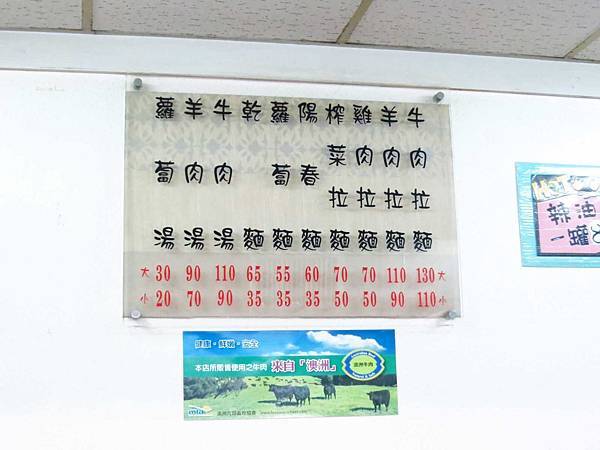 牛肉拉麵
羊肉拉麵
雞肉拉麵
榨菜拉麵
陽春麵
蘿蔔麵
乾麵
牛肉湯
羊肉湯
蘿蔔湯
大 30 90 110 65 55 60 70 70 110 130 大
小 20 70 90 35 35 35 50 50 90 110 小
健康・鮮嫩・安全
本店所販售使用之牛肉 來自「澳洲」
澳洲牛肉
mla
HOT
辣油
一罐